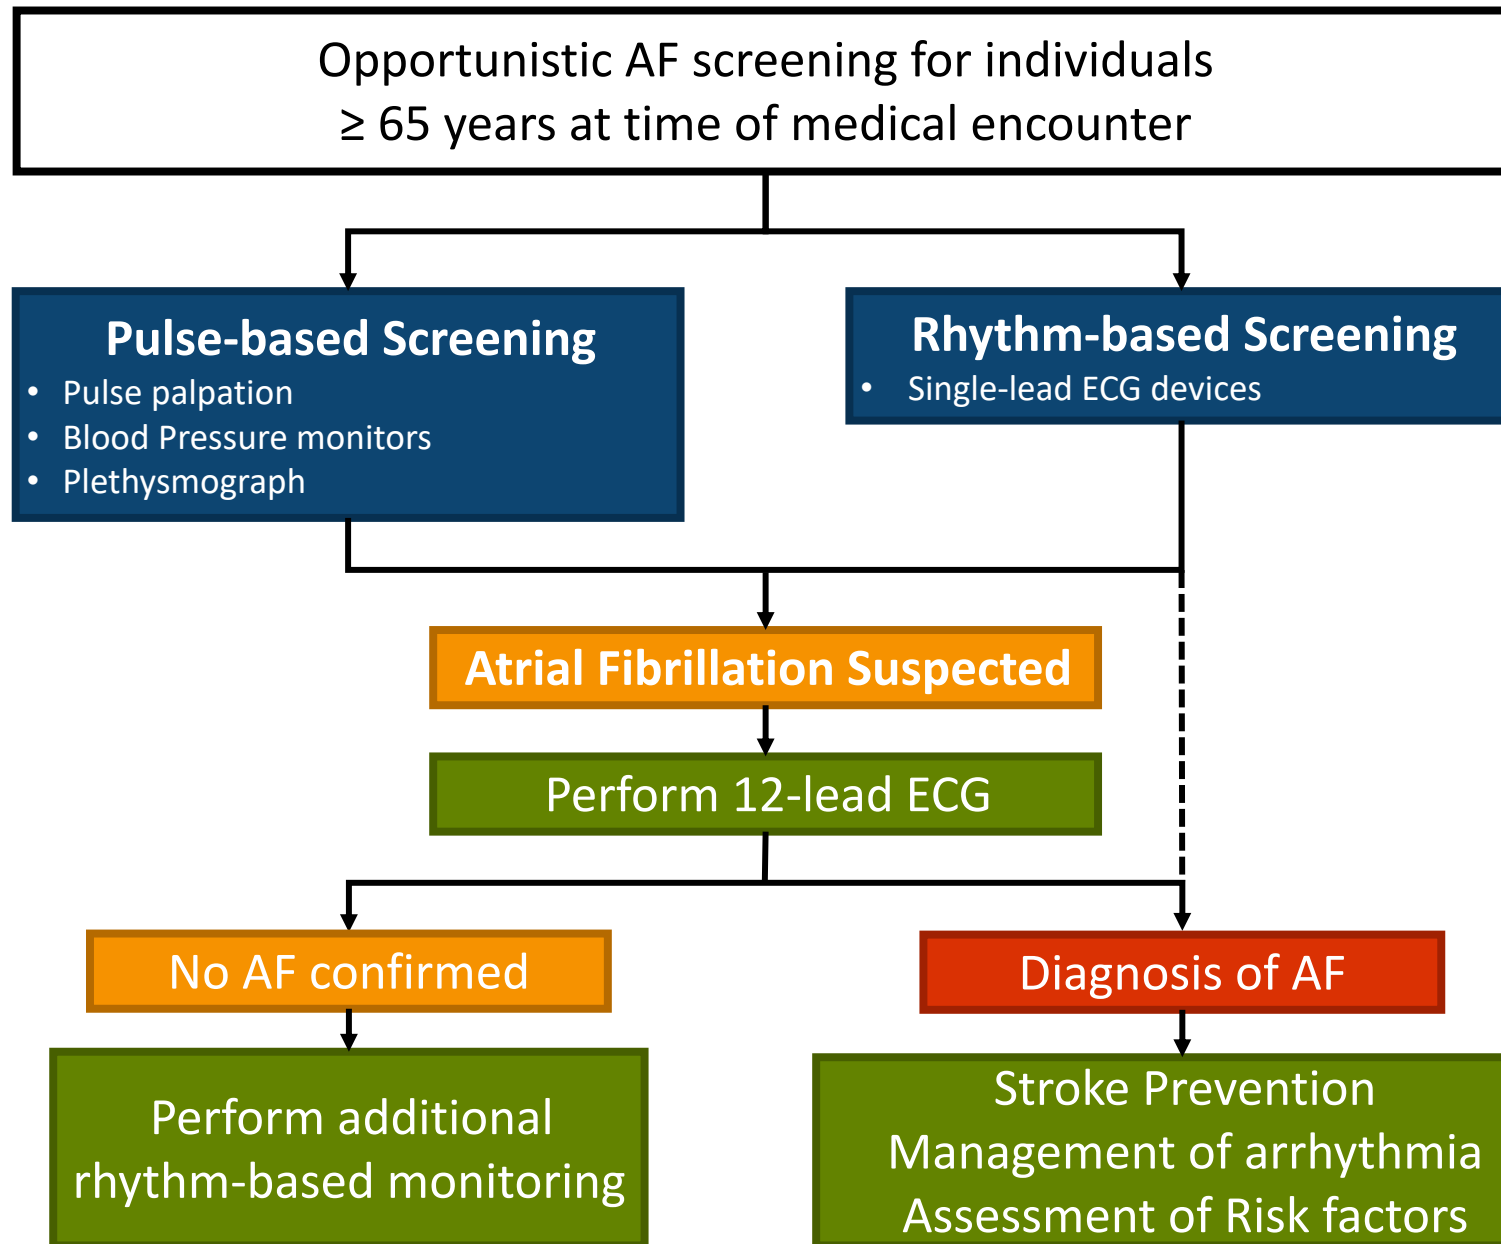 Opportunistic AF screening for individuals
≥ 65 years at time of medical encounter
Pulse-based Screening
• Pulse palpation
• Blood Pressure monitors
• Plethysmograph
Rhythm-based Screening
• Single-lead ECG devices
Atrial Fibrillation Suspected
Perform 12-lead ECG
No AF confirmed
Diagnosis of AF
Perform additional
rhythm-based monitoring
Stroke Prevention
Management of arrhythmia
Assessment of Risk factors